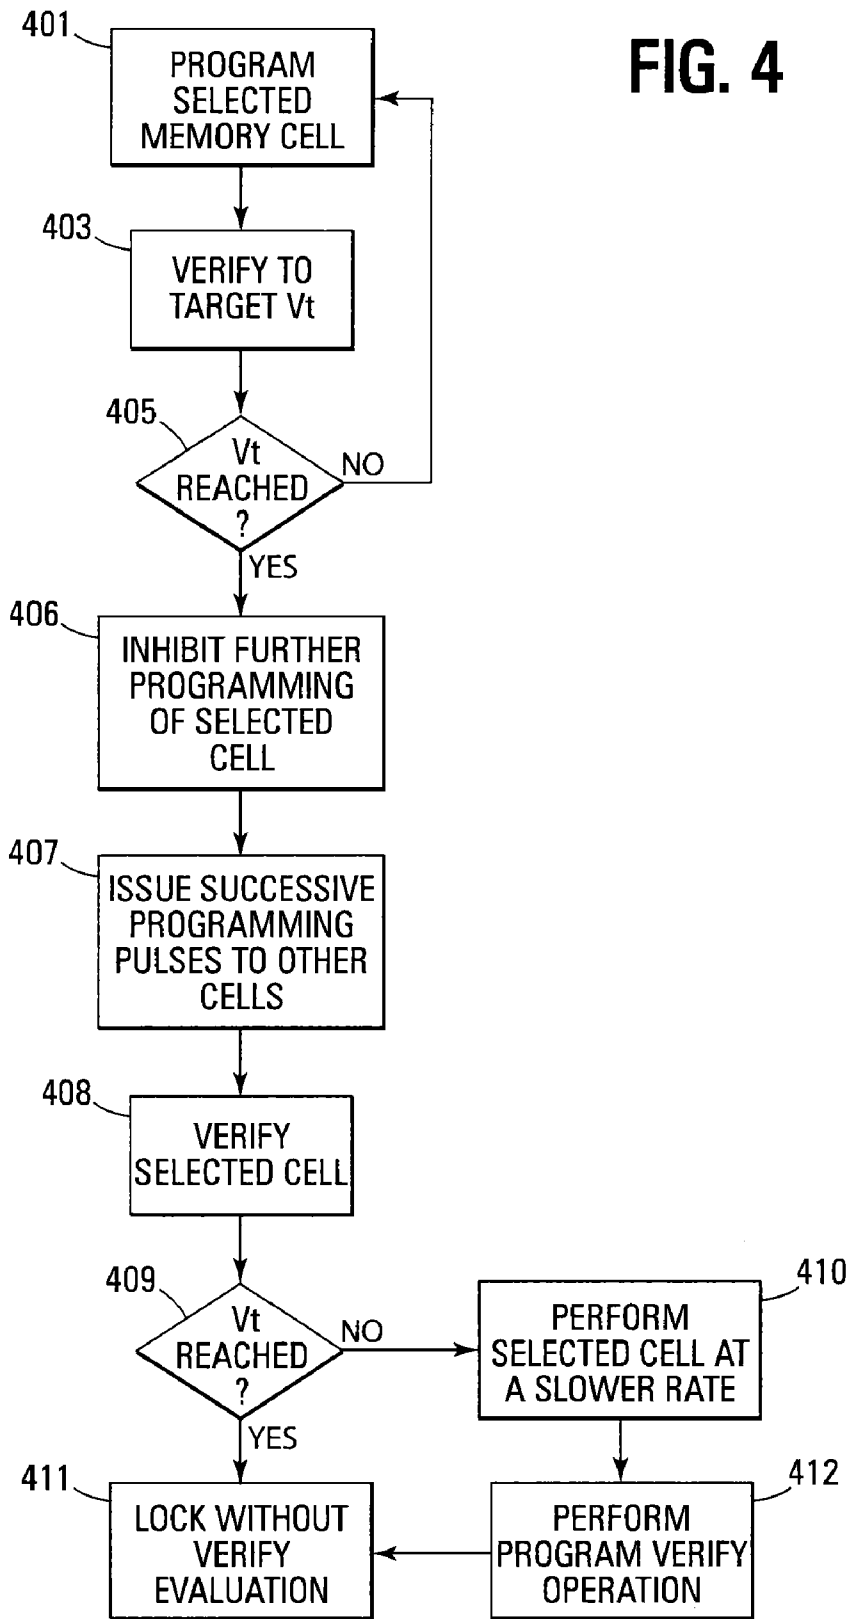 FIG. 4
401
PROGRAM
SELECTED
MEMORY CELL
403
VERIFY TO
TARGET Vt
405
Vt
REACHED
?
NO
YES
406
INHIBIT FURTHER
PROGRAMMING
OF SELECTED
CELL
407
ISSUE SUCCESSIVE
PROGRAMMING
PULSES TO OTHER
CELLS
408
VERIFY
SELECTED CELL
409
Vt
REACHED
?
NO
YES
410
PERFORM
SELECTED CELL AT
A SLOWER RATE
411
LOCK WITHOUT
VERIFY
EVALUATION
412
PERFORM
PROGRAM VERIFY
OPERATION